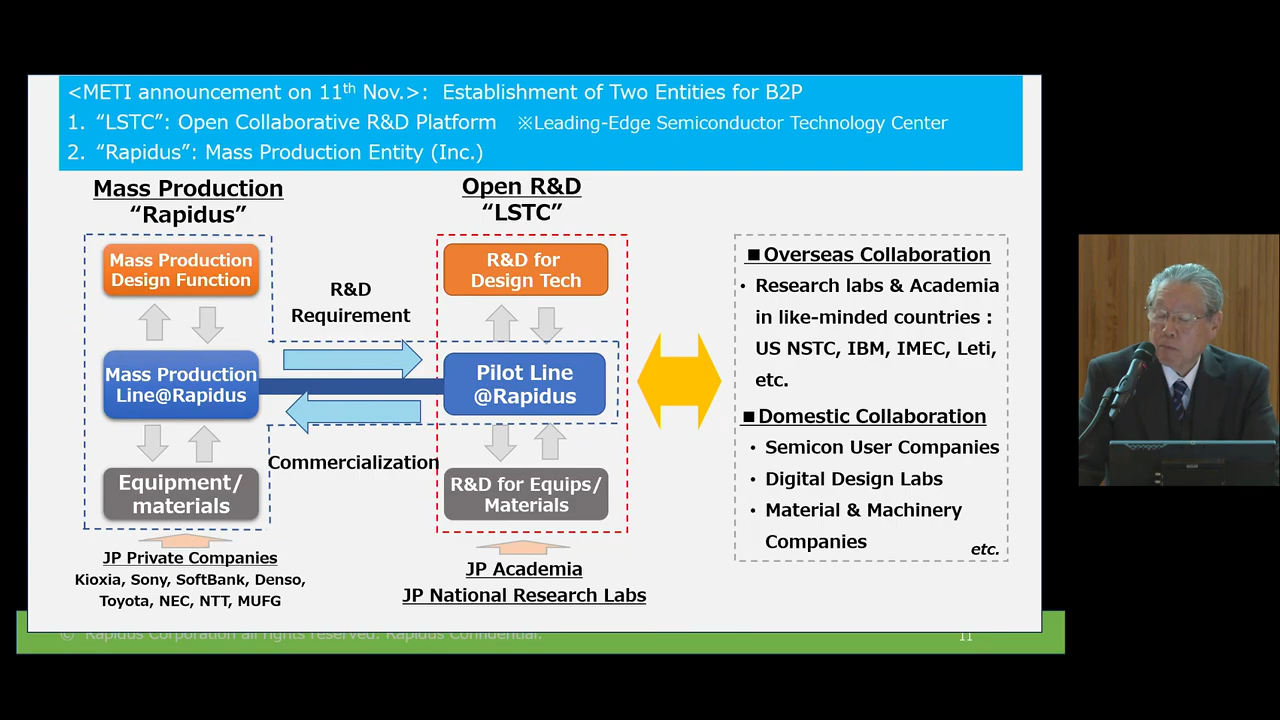 <METI announcement on 11th Nov.>: Establishment of Two Entities for B2P
1. “LSTC”: Open Collaborative R&D Platform ※Leading-Edge Semiconductor Technology Center
2. “Rapidus”: Mass Production Entity (Inc.)
Mass Production
“Rapidus”
Mass Production
Design Function
Mass Production
Line@Rapidus
Equipment/
materials
JP Private Companies
Kioxia, Sony, SoftBank, Denso,
Toyota, NEC, NTT, MUFG
R&D
Requirement
Commercialization
Open R&D
“LSTC”
R&D for
Design Tech
Pilot Line
@Rapidus
R&D for Equips/
Materials
JP Academia
JP National Research Labs
■Overseas Collaboration
・Research labs & Academia
in like-minded countries :
US NSTC, IBM, IMEC, Leti,
etc.
■Domestic Collaboration
・Semicon User Companies
・Digital Design Labs
・Material & Machinery
Companies
etc.
© Rapidus Corporation all rights reserved. Rapidus Confidential.
11